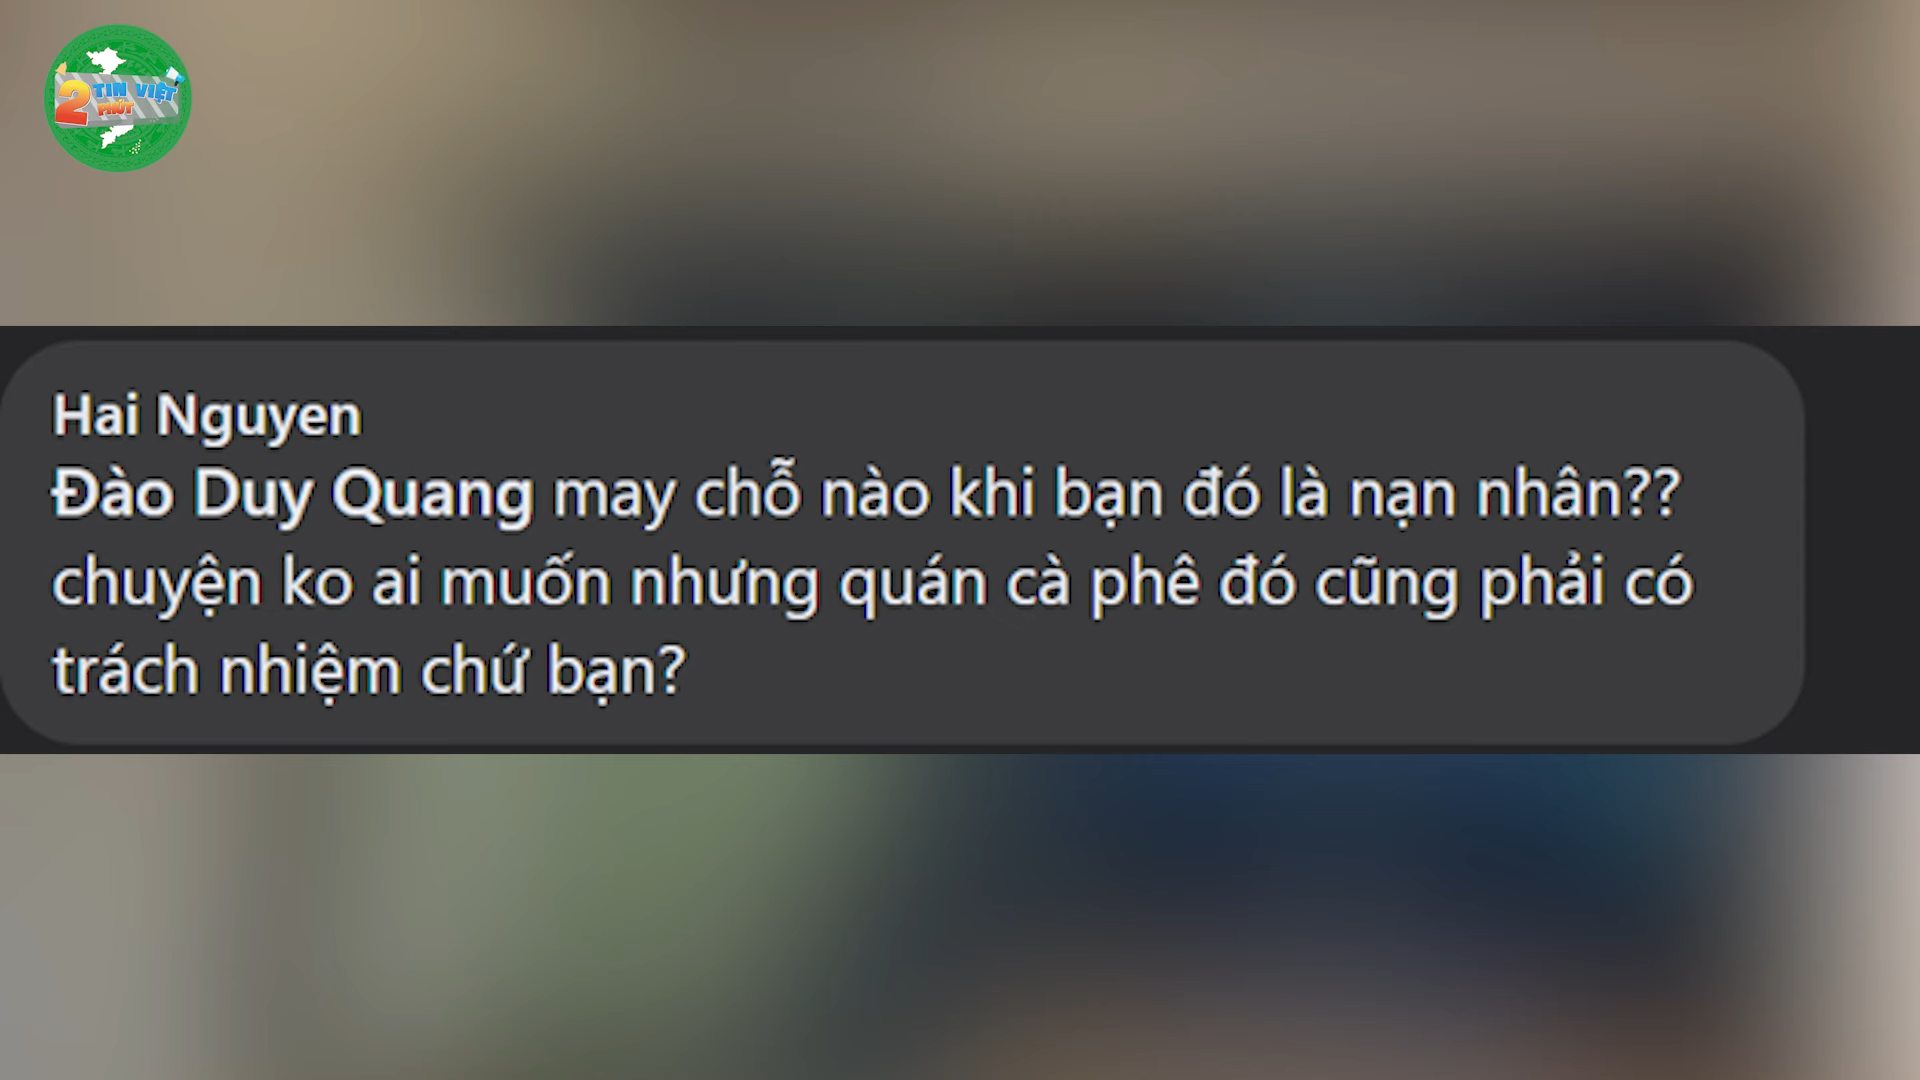 2 TIN VIỆT
PHÚT
Hai Nguyen
Đào Duy Quang may chỗ nào khi bạn đó là nạn nhân??
chuyện ko ai muốn nhưng quán cà phê đó cũng phải có
trách nhiệm chứ bạn?